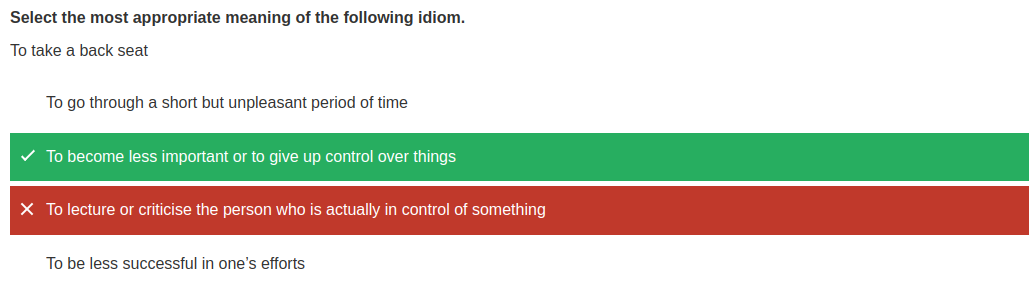 Select the most appropriate meaning of the following idiom.
To take a back seat
To go through a short but unpleasant period of time
To become less important or to give up control over things
To lecture or criticise the person who is actually in control of something
To be less successful in one’s efforts